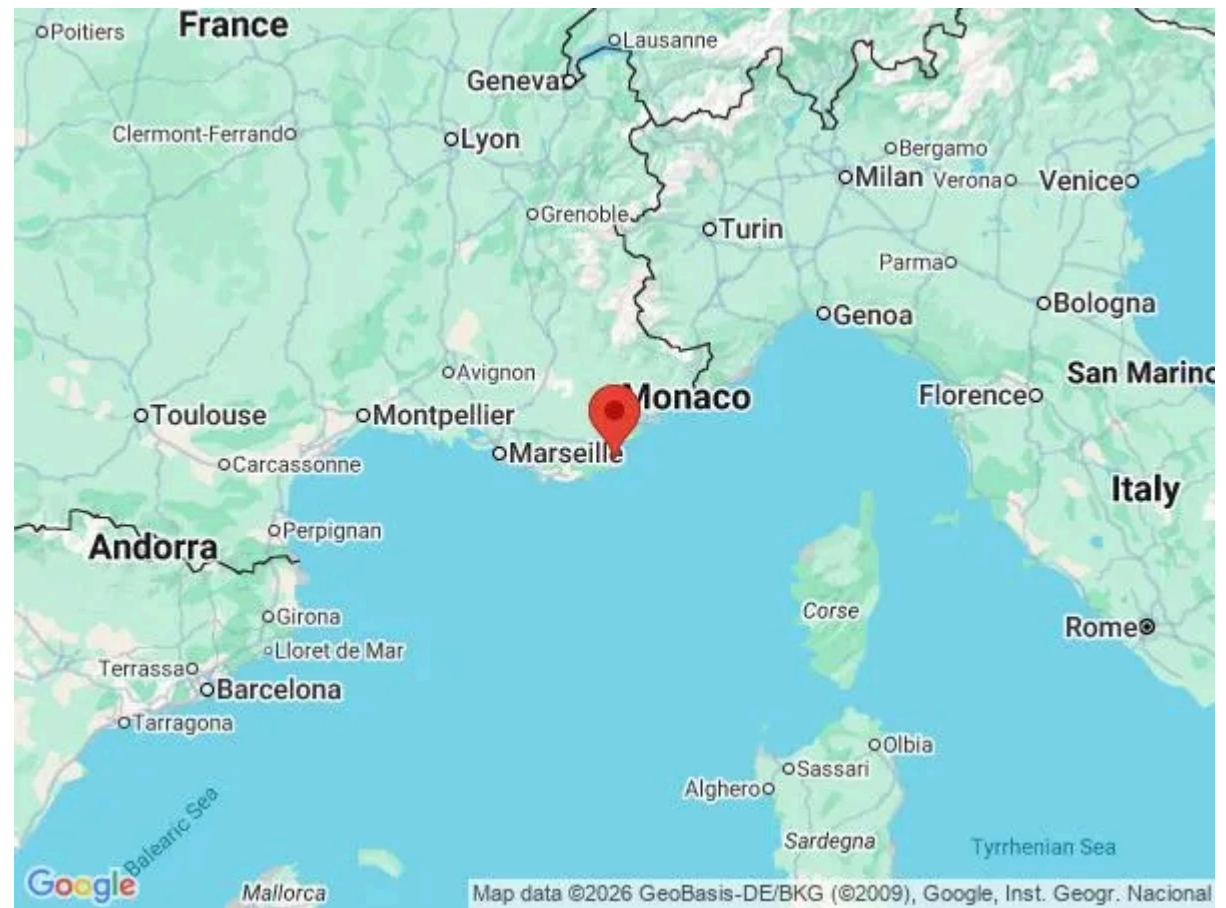 Poitiers
France
Lausanne
Geneva
Clermont-Ferrand
Lyon
Bergamo
Milan
Verona
Venice
Grenoble
Turin
Parma
Bologna
Genoa
Avignon
San Marino
Monaco
Florence
Toulouse
Montpellier
Marseille
Carcassonne
Italy
Perpignan
Andorra
Corse
Girona
Rome
Lloret de Mar
Terrassa
Barcelona
Tarragona
Olbia
Sassari
Alghero
Balearic Sea
Sardegna
Tyrrhenian Sea
Google
Mallorca
Map data ©2026 GeoBasis-DE/BKG (©2009), Google, Inst. Geogr. Nacional